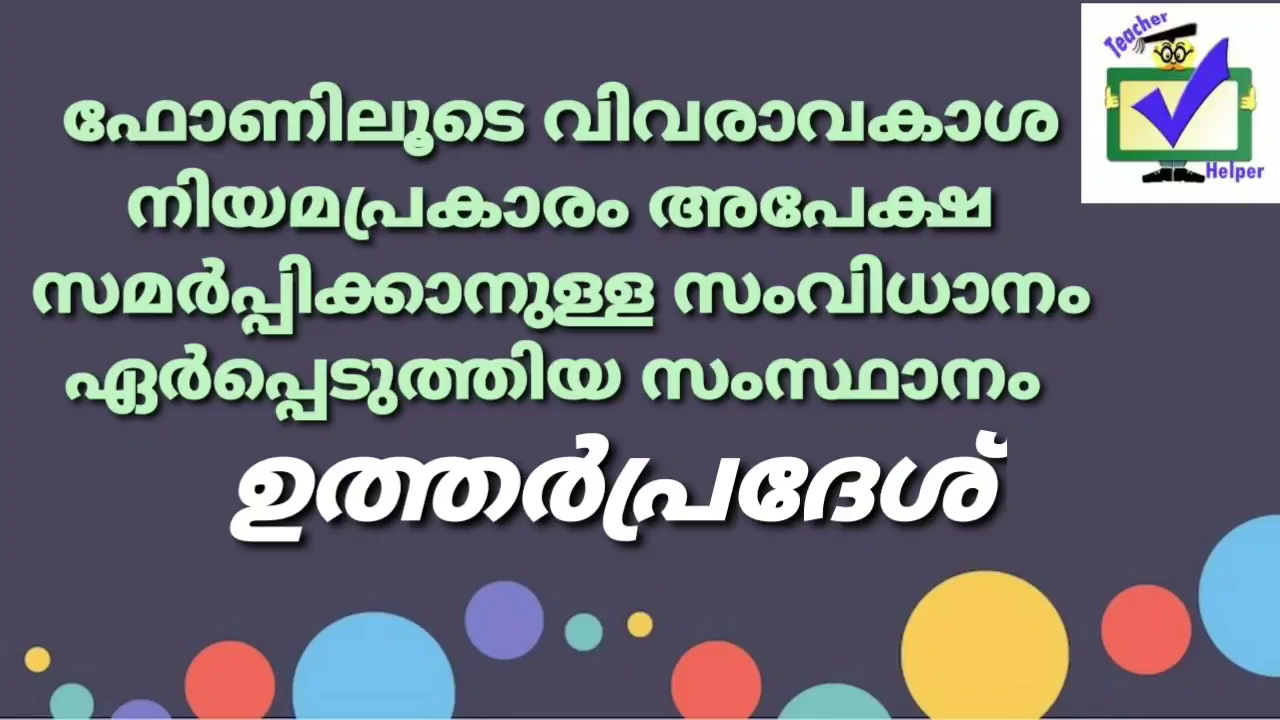 Teacher
Helper
ഫോണിലൂടെ വിവരാവകാശ
നിയമപ്രകാരം അപേക്ഷ
സമർപ്പിക്കാനുള്ള സംവിധാനം
ഏർപ്പെടുത്തിയ സംസ്ഥാനം
ഉത്തർപ്രദേശ്